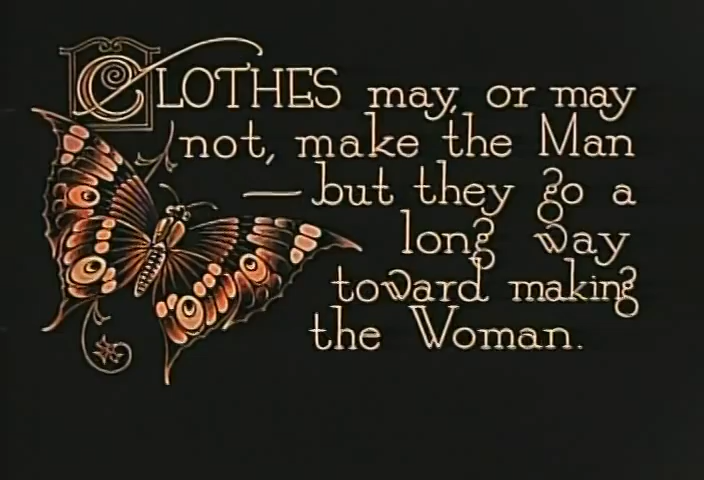 CLOTHES may, or may
not, make the Man
— but they go a
long way
toward making
the Woman.